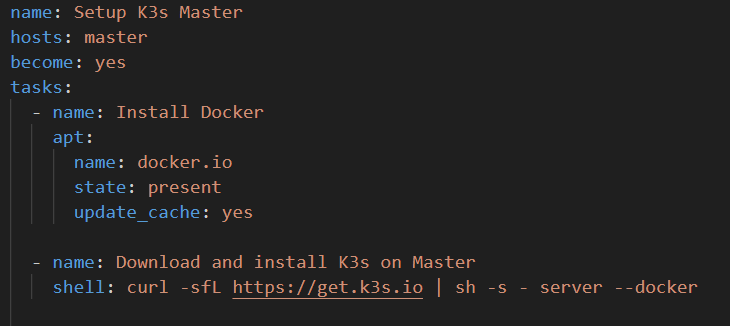 name: Setup K3s Master
hosts: master
become: yes
tasks:
  - name: Install Docker
    apt:
      name: docker.io
      state: present
      update_cache: yes

  - name: Download and install K3s on Master
    shell: curl -sfL https://get.k3s.io | sh -s - server --docker